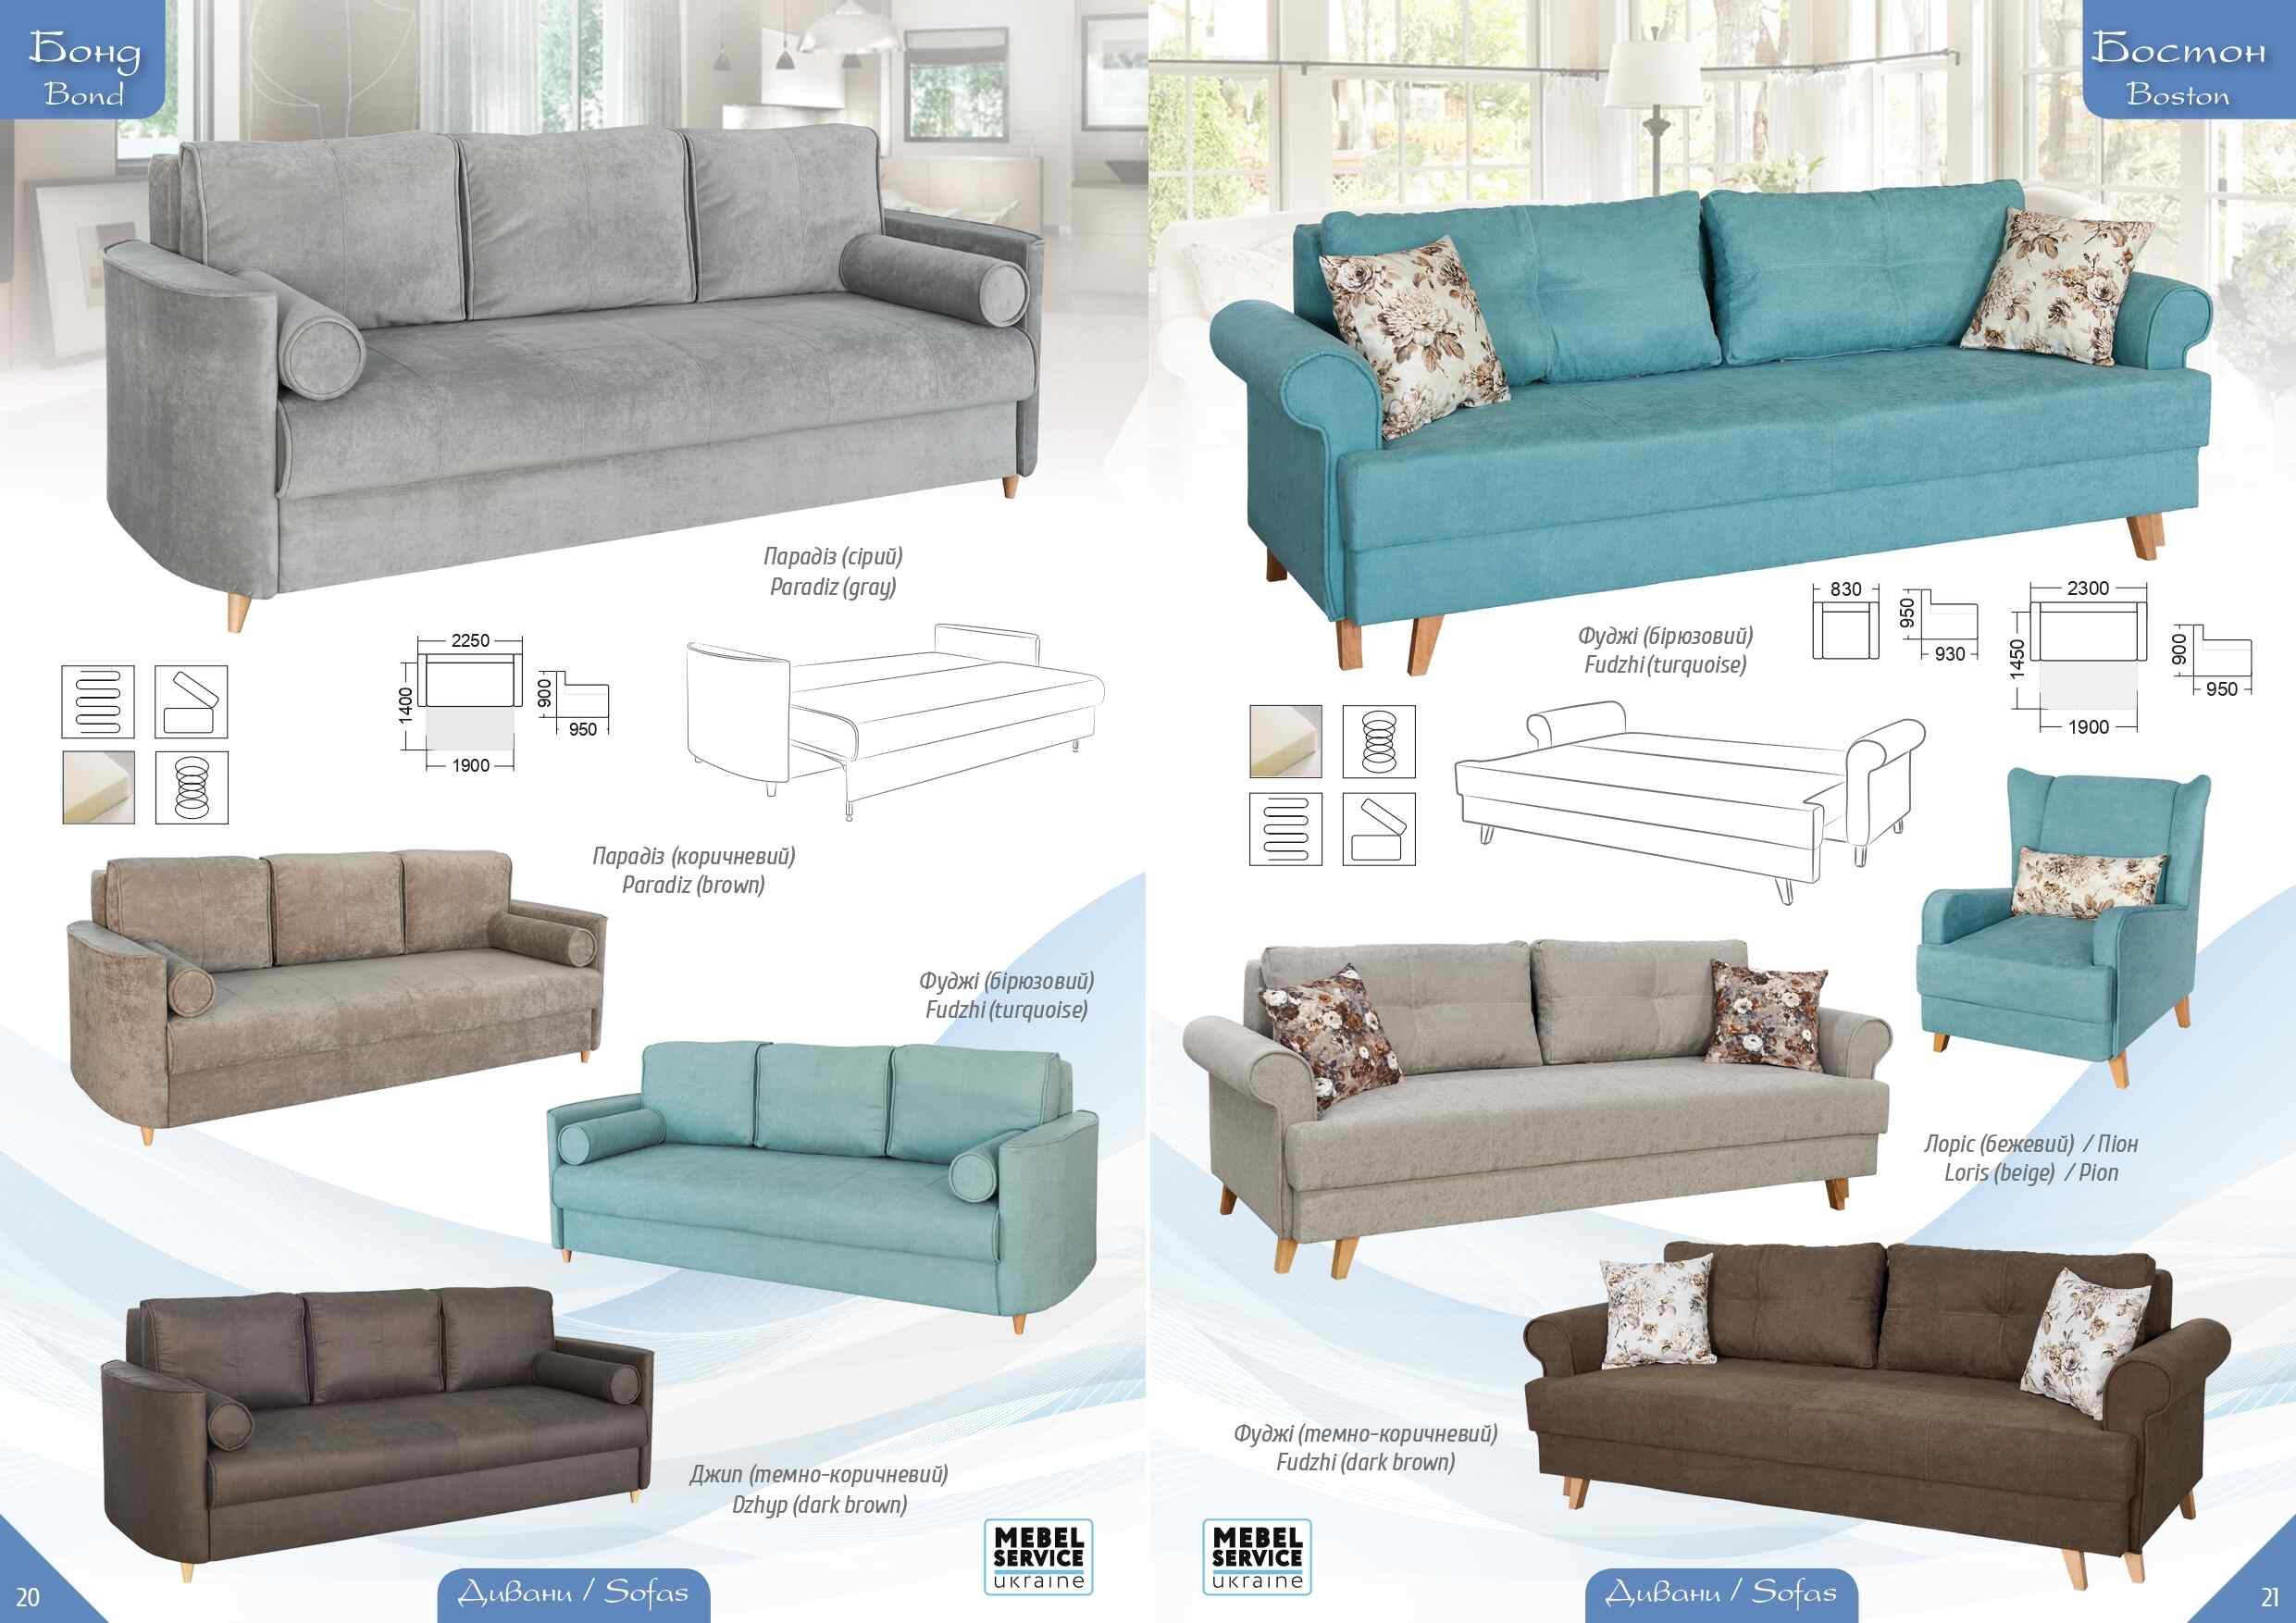 Бонд
Bond
Парадіз (сірий)
Paradiz (gray)
2250
1400
1900
900
950
Парадіз (коричневий)
Paradiz (brown)
Фуджі (бірюзовий)
Fudzhi (turquoise)
Джип (темно-коричневий)
Dzhyp (dark brown)
MEBEL
SERVICE
ukraine
20
Дивани / Sofas
Бостон
Boston
Фуджі (бірюзовий)
Fudzhi (turquoise)
830
950
930
2300
1450
1900
900
950
Лоріс (бежевий) / Піон
Loris (beige) / Pion
Фуджі (темно-коричневий)
Fudzhi (dark brown)
MEBEL
SERVICE
ukraine
Дивани / Sofas
21